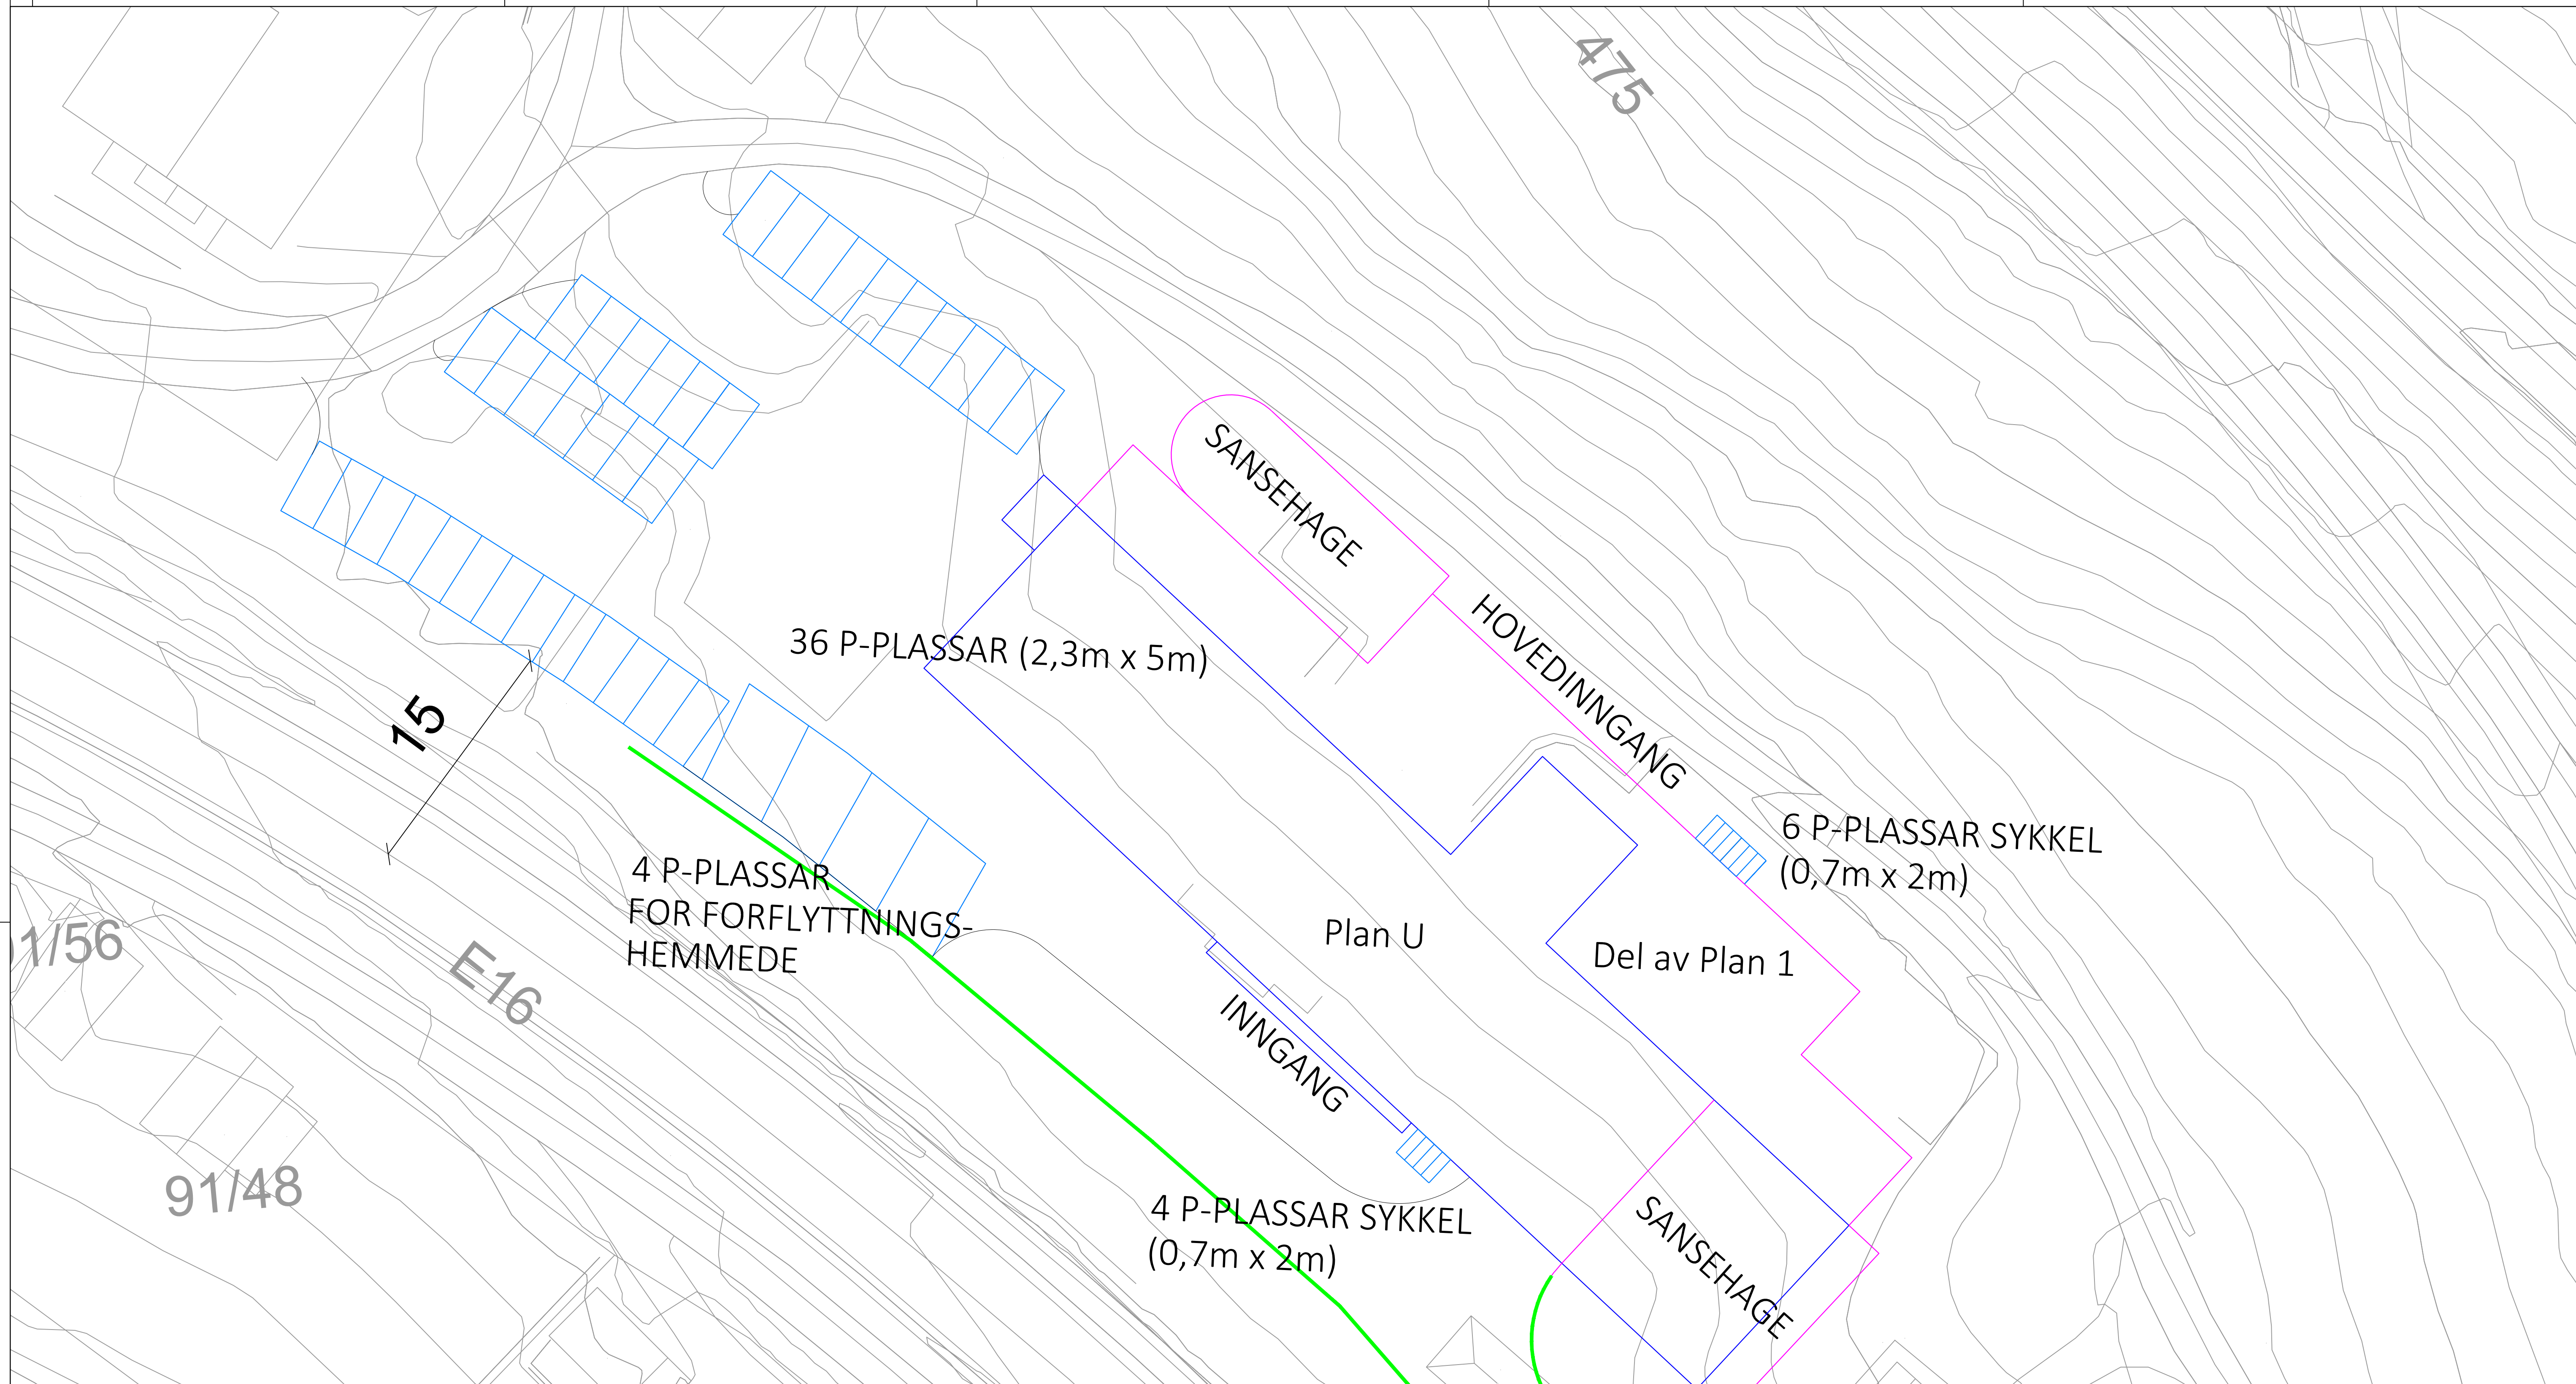 475
SANSEHAGE
HOVEDINNGANG
36 P-PLASSAR (2,3m x 5m)
15
6 P-PLASSAR SYKKEL
(0,7m x 2m)
4 P-PLASSAR
FOR FORFLYTTNINGS-
HEMMEDE
Plan U
Del av Plan 1
1/56
E16
INNGANG
91/48
4 P-PLASSAR SYKKEL
(0,7m x 2m)
SANSEHAGE